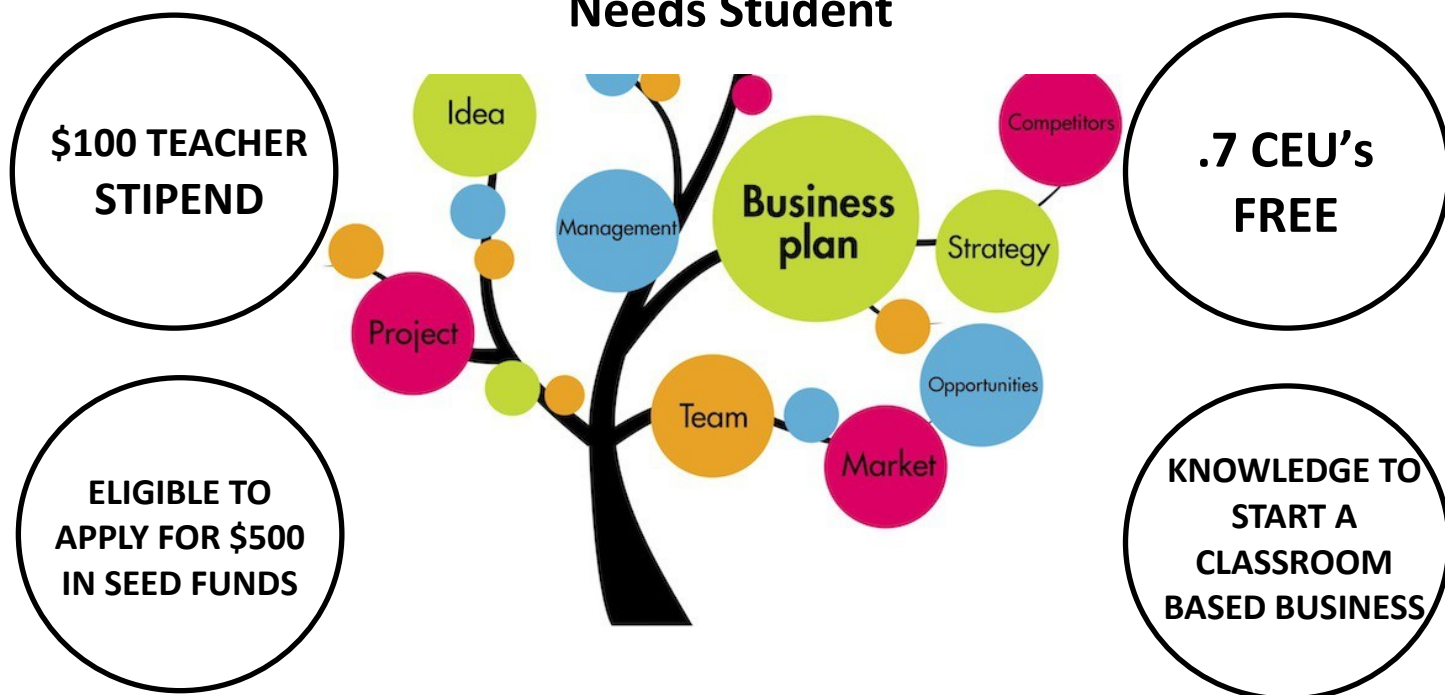 Needs Student
$100 TEACHER
STIPEND
.7 CEU's
FREE
Idea
Competitors
Management
Business
plan
Strategy
Project
Opportunities
Team
Market
ELIGIBLE TO
APPLY FOR $500
IN SEED FUNDS
KNOWLEDGE TO
START A
CLASSROOM
BASED BUSINESS